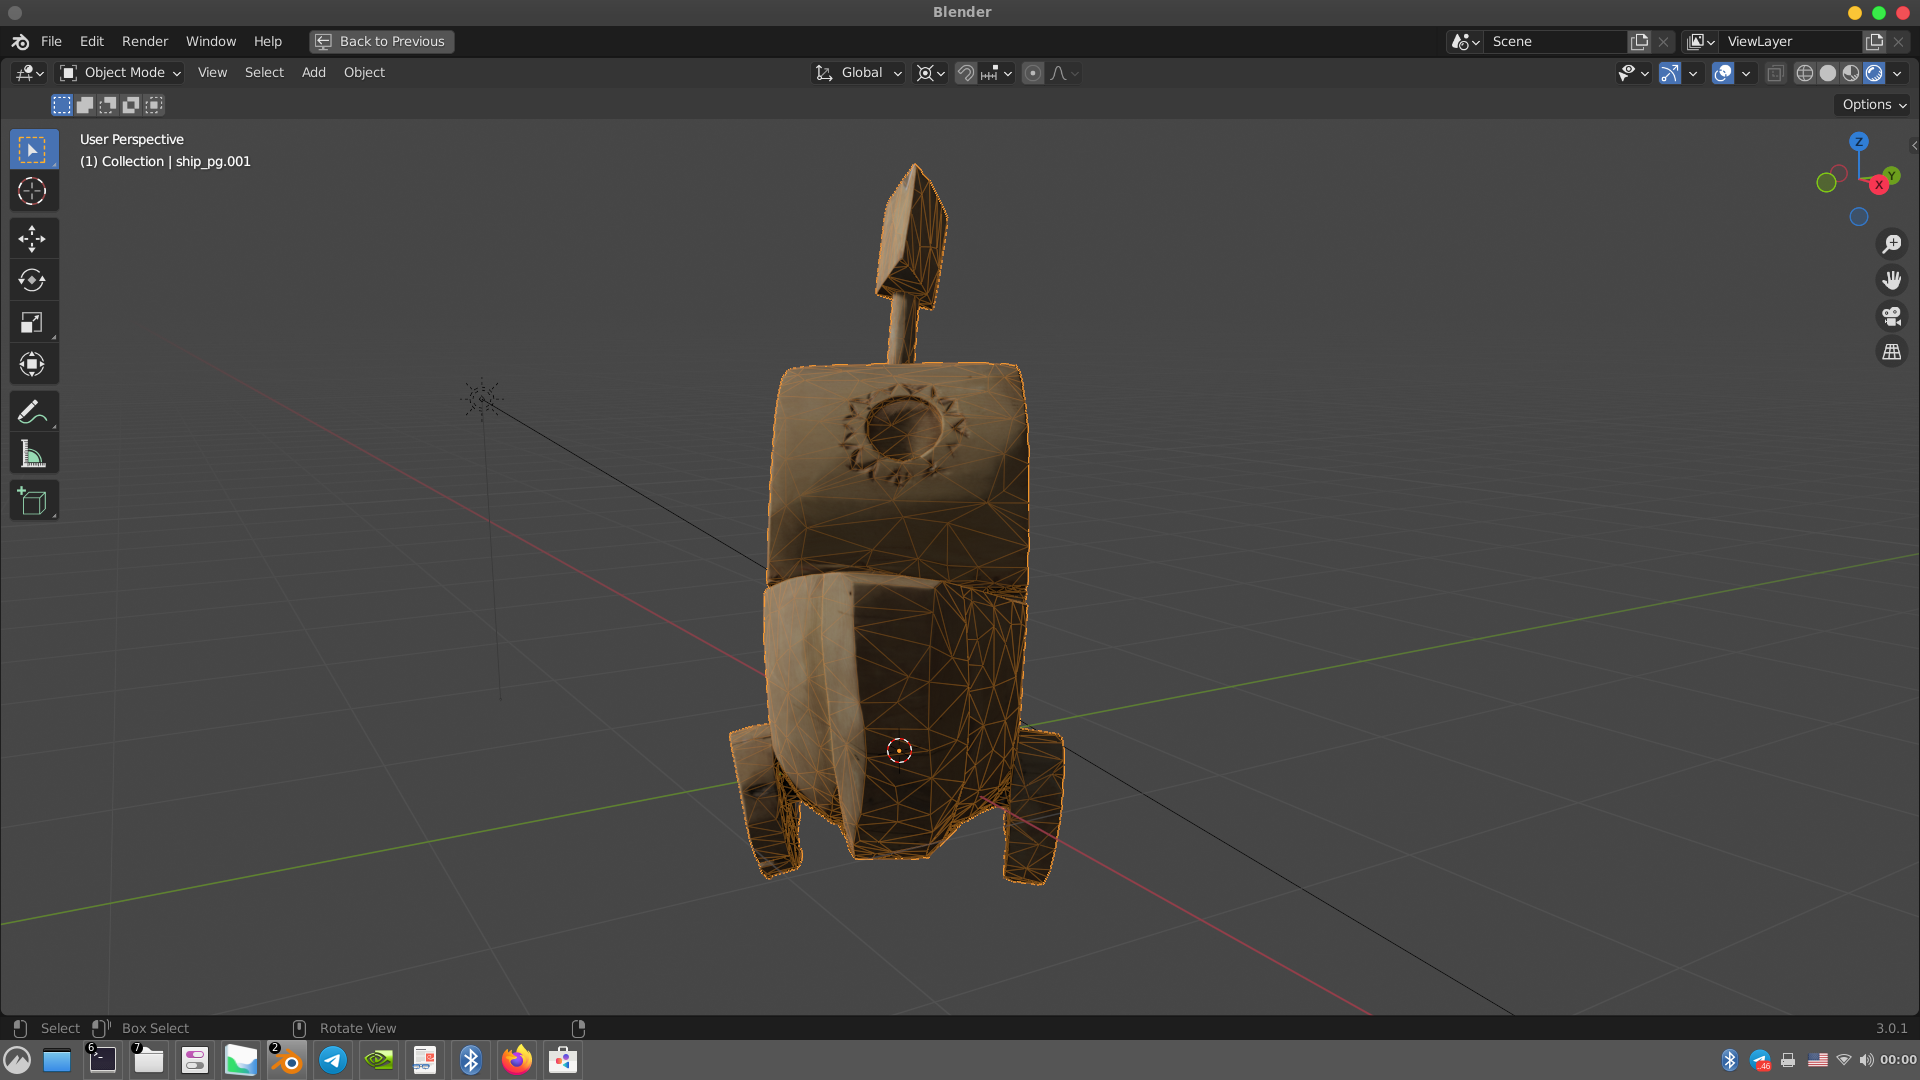 Blender
File Edit Render Window Help Back to Previous Scene ViewLayer
Object Mode View Select Add Object Global
Options
User Perspective
(1) Collection | ship_pg.001
Z
Y
X
Select Box Select Rotate View 3.0.1
6 7 2 46 00:00